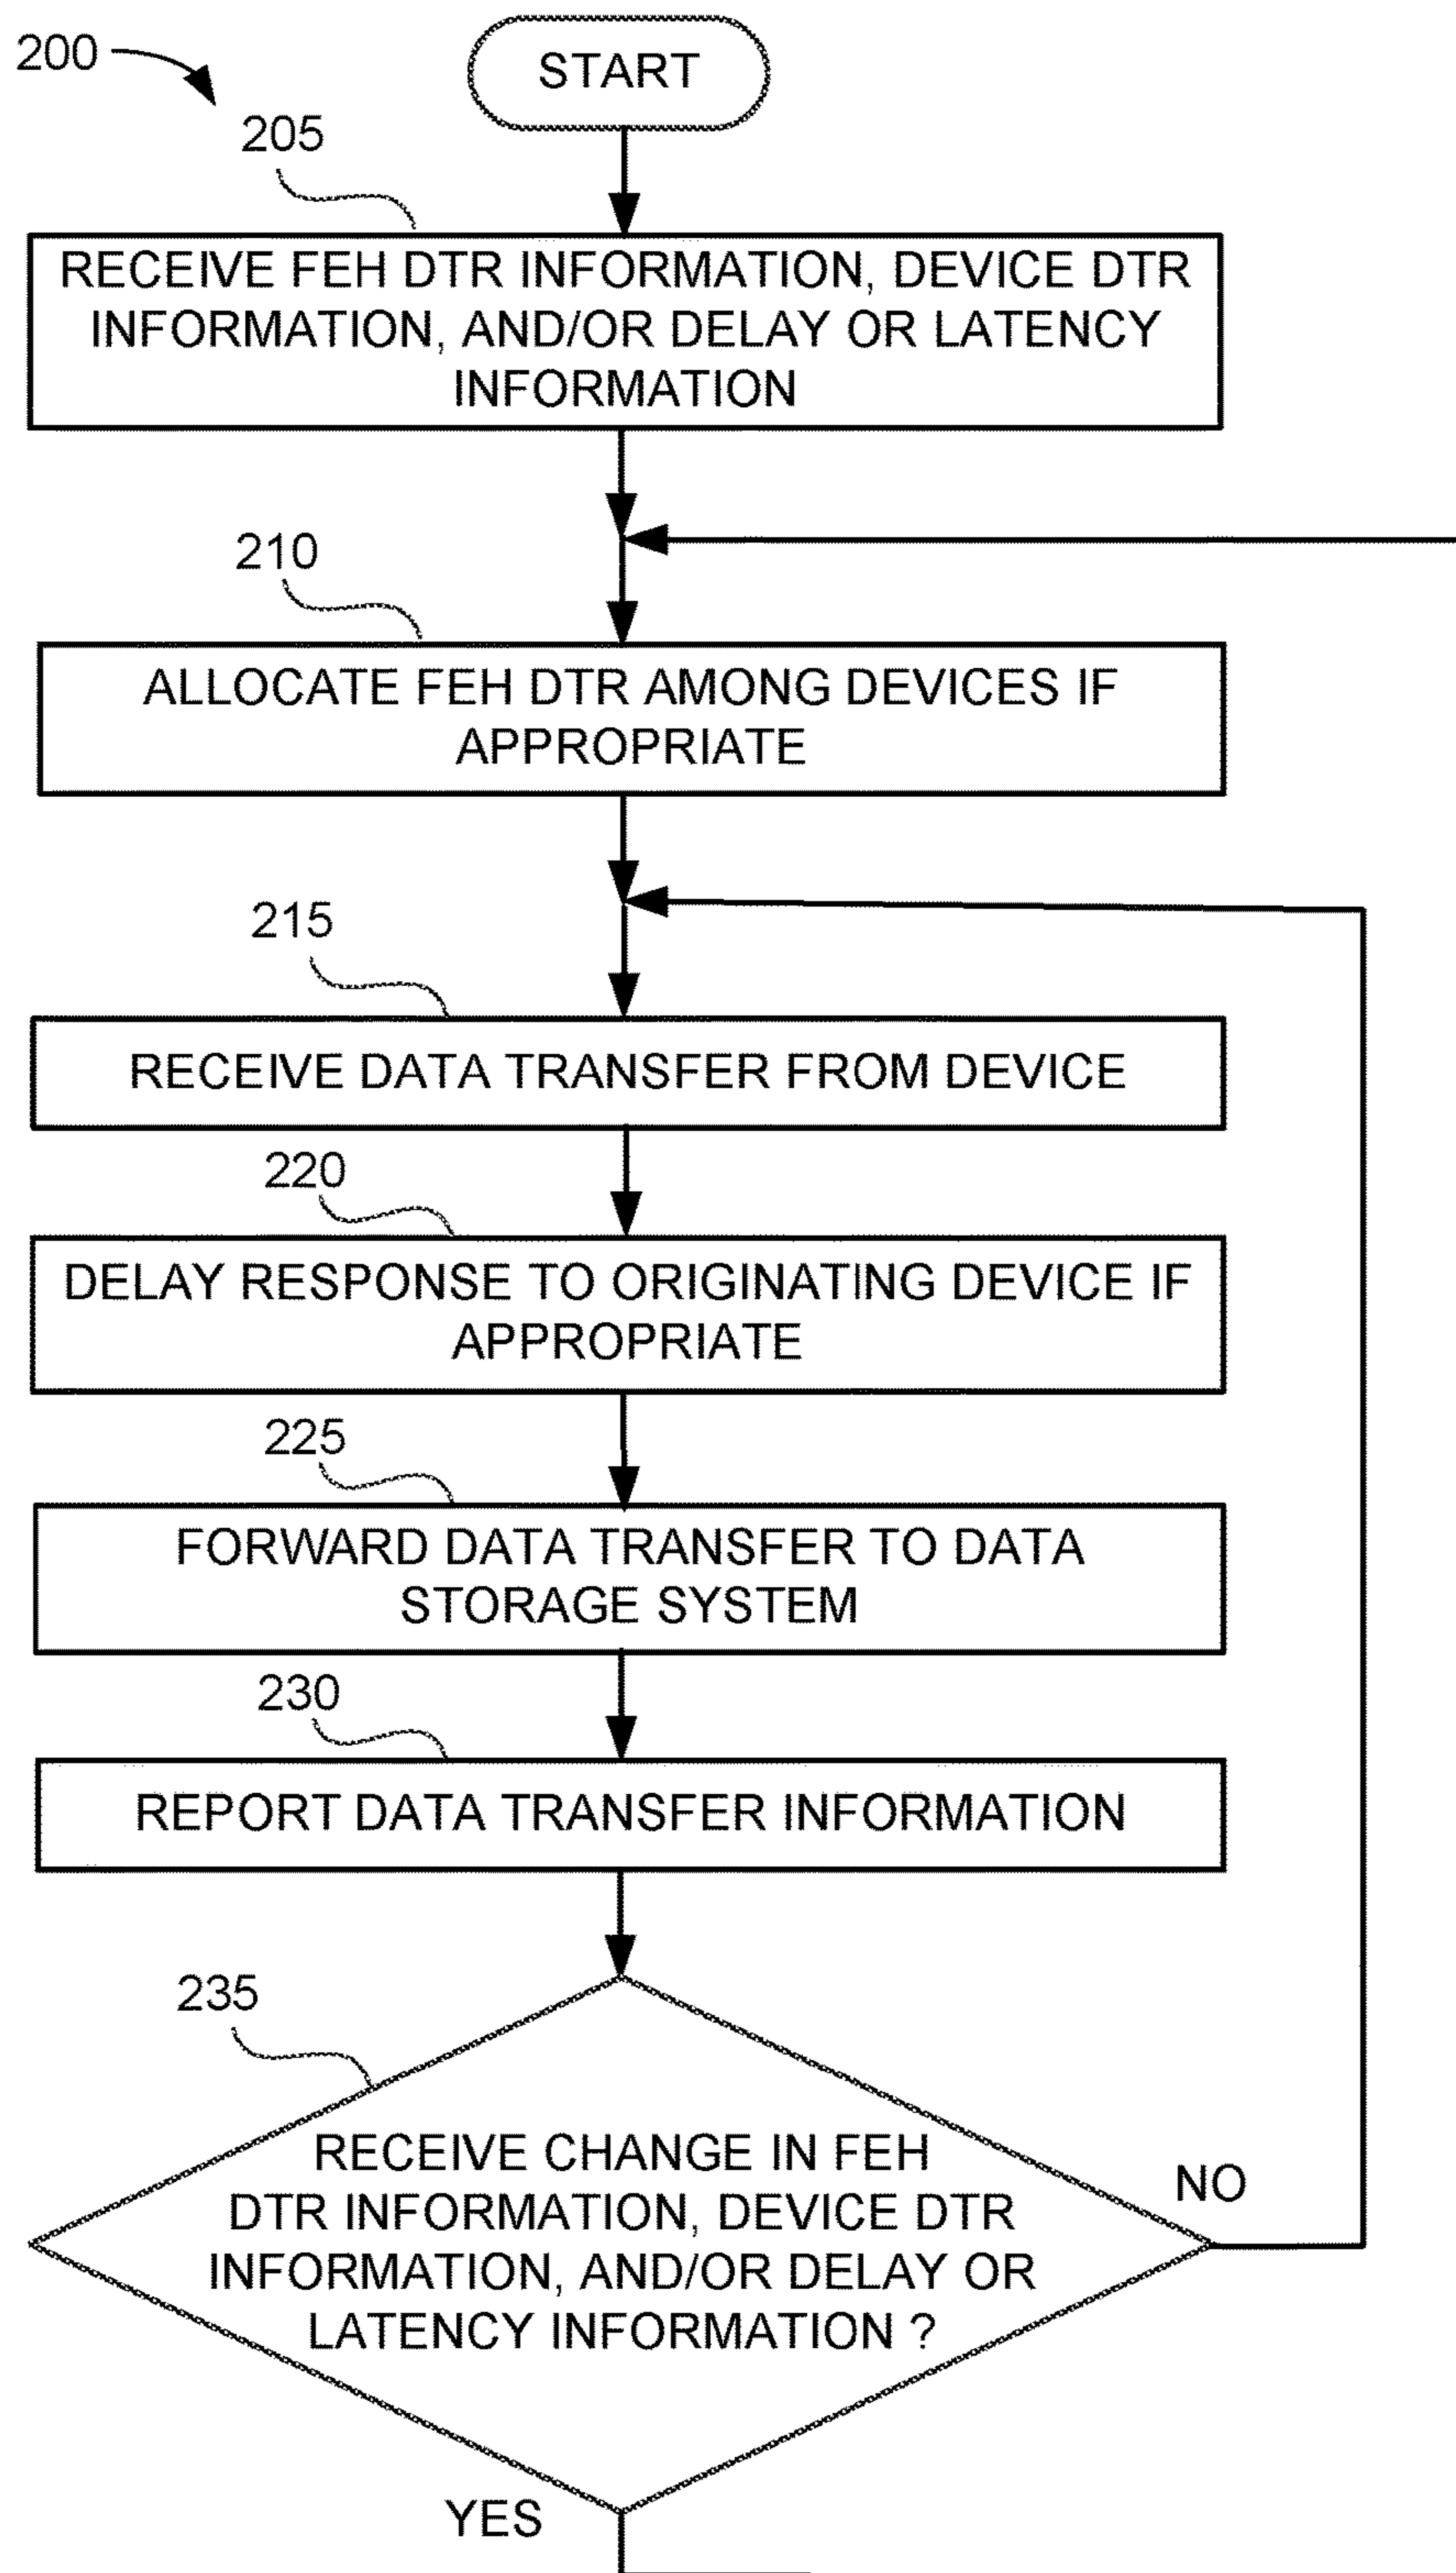 200
START
205
RECEIVE FEH DTR INFORMATION, DEVICE DTR
INFORMATION, AND/OR DELAY OR LATENCY
INFORMATION
210
ALLOCATE FEH DTR AMONG DEVICES IF
APPROPRIATE
215
RECEIVE DATA TRANSFER FROM DEVICE
220
DELAY RESPONSE TO ORIGINATING DEVICE IF
APPROPRIATE
225
FORWARD DATA TRANSFER TO DATA
STORAGE SYSTEM
230
REPORT DATA TRANSFER INFORMATION
235
RECEIVE CHANGE IN FEH
DTR INFORMATION, DEVICE DTR
INFORMATION, AND/OR DELAY OR
LATENCY INFORMATION ?
NO
YES